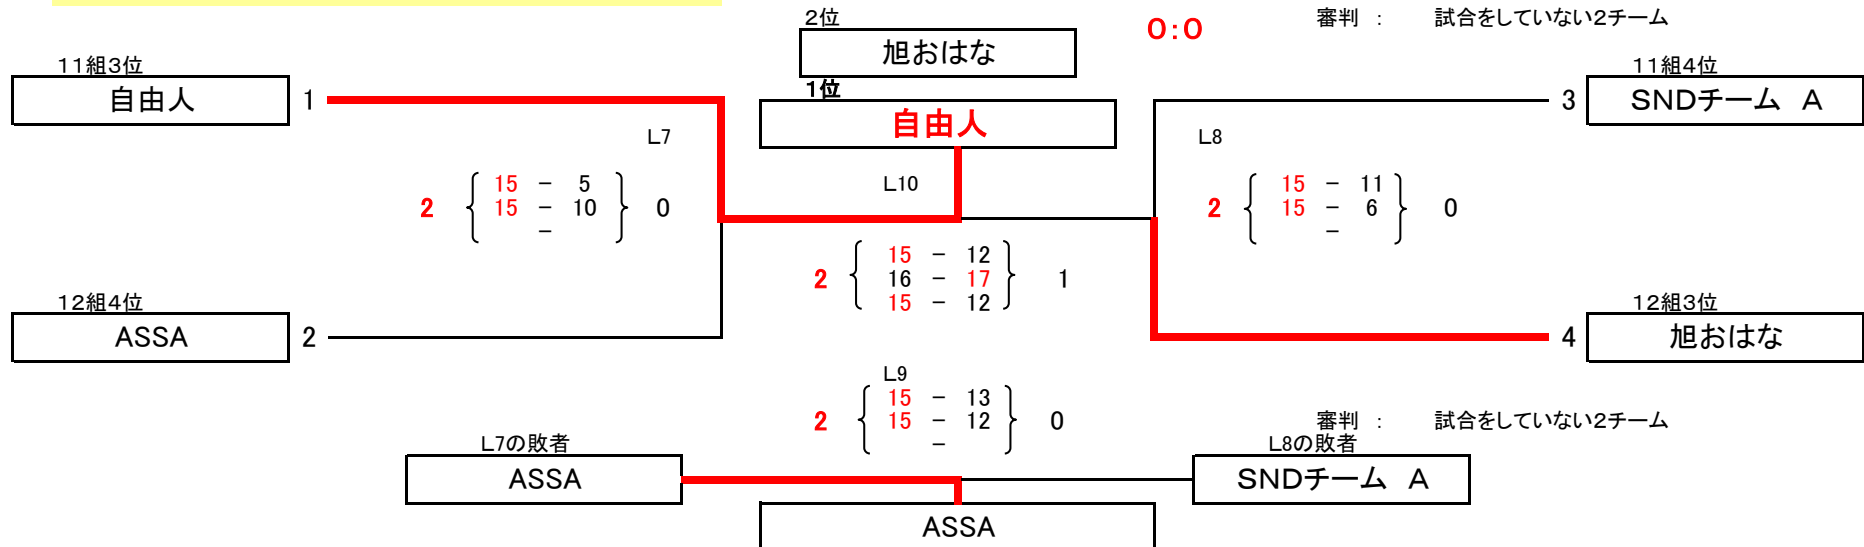 2位
0:0
審判 : 試合をしていない2チーム
旭おはな
11組3位
11組4位
自由人 1
1位
3 SNDチーム A
自由人
L7
L8
L10
2 15 - 5 0
15 - 10
-
2 15 - 11 0
15 - 6
-
15 - 12
2 16 - 17 1
15 - 12
12組4位
12組3位
ASSA 2
4 旭おはな
L9
15 - 13
2 15 - 12 0
-
審判 : 試合をしていない2チーム
L7の敗者
L8の敗者
ASSA
SNDチーム A
ASSA